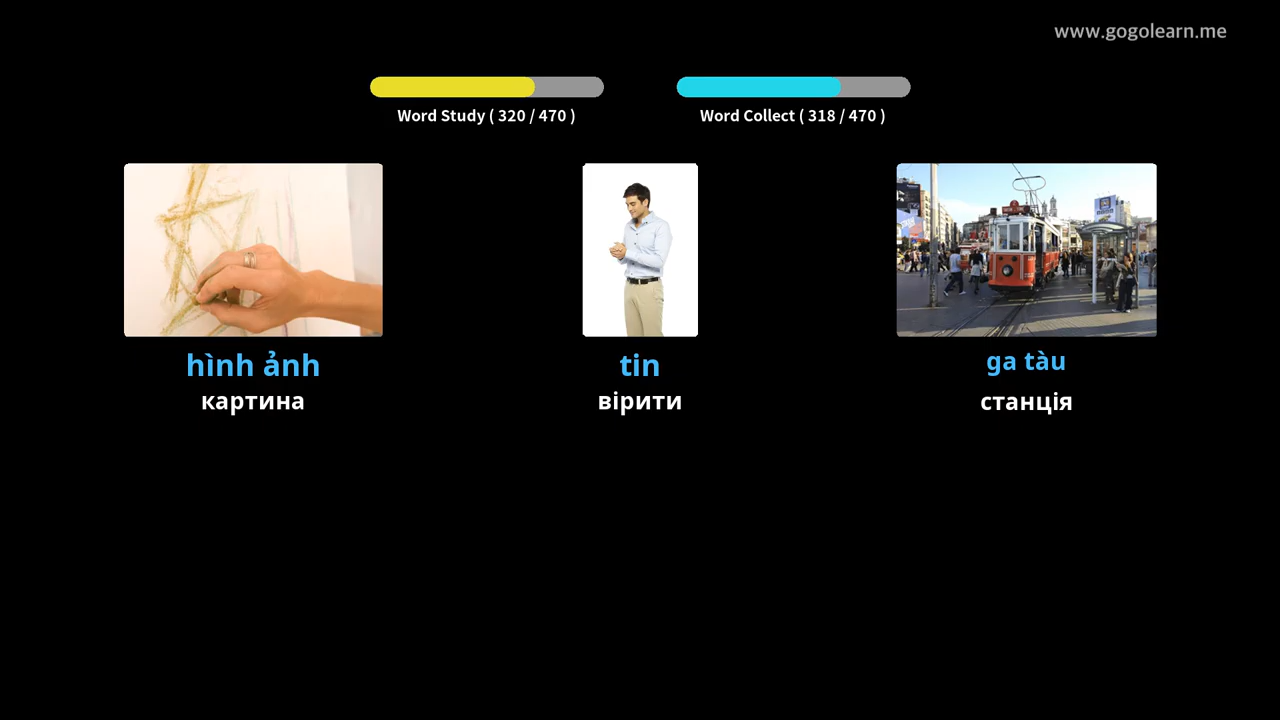 www.gogolearn.me
Word Study ( 320 / 470 )
Word Collect ( 318 / 470 )
hình ảnh
картина
tin
вірити
ga tàu
станція